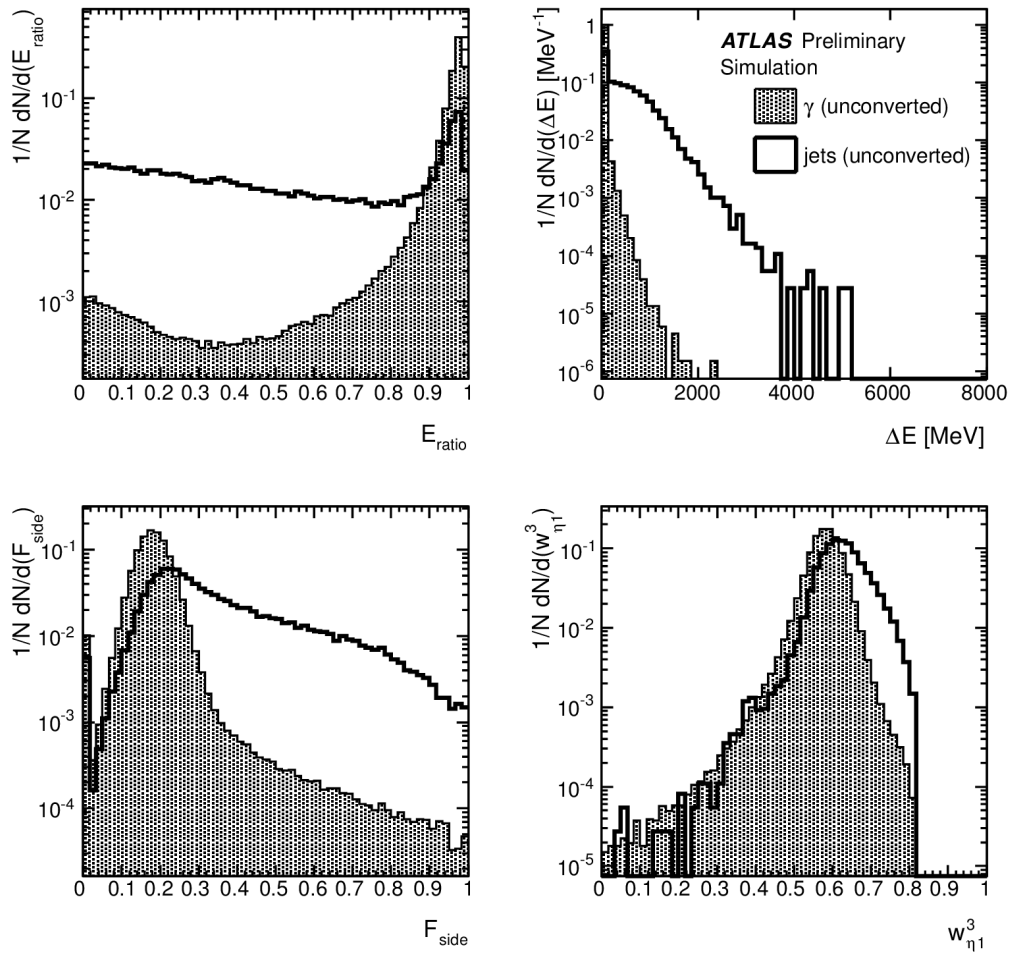 1/N dN/d(E_ratio)
10^-1
10^-2
10^-3
0 0.1 0.2 0.3 0.4 0.5 0.6 0.7 0.8 0.9 1
E_ratio
1/N dN/d(ΔE) [MeV^-1]
1
10^-1
10^-2
10^-3
10^-4
10^-5
10^-6
ATLAS Preliminary
Simulation
γ (unconverted)
jets (unconverted)
0 2000 4000 6000 8000
ΔE [MeV]
1/N dN/d(F_side)
10^-1
10^-2
10^-3
10^-4
0 0.1 0.2 0.3 0.4 0.5 0.6 0.7 0.8 0.9 1
F_side
1/N dN/d(w_η1^3)
10^-1
10^-2
10^-3
10^-4
10^-5
0 0.1 0.2 0.3 0.4 0.5 0.6 0.7 0.8 0.9 1
w_η1^3